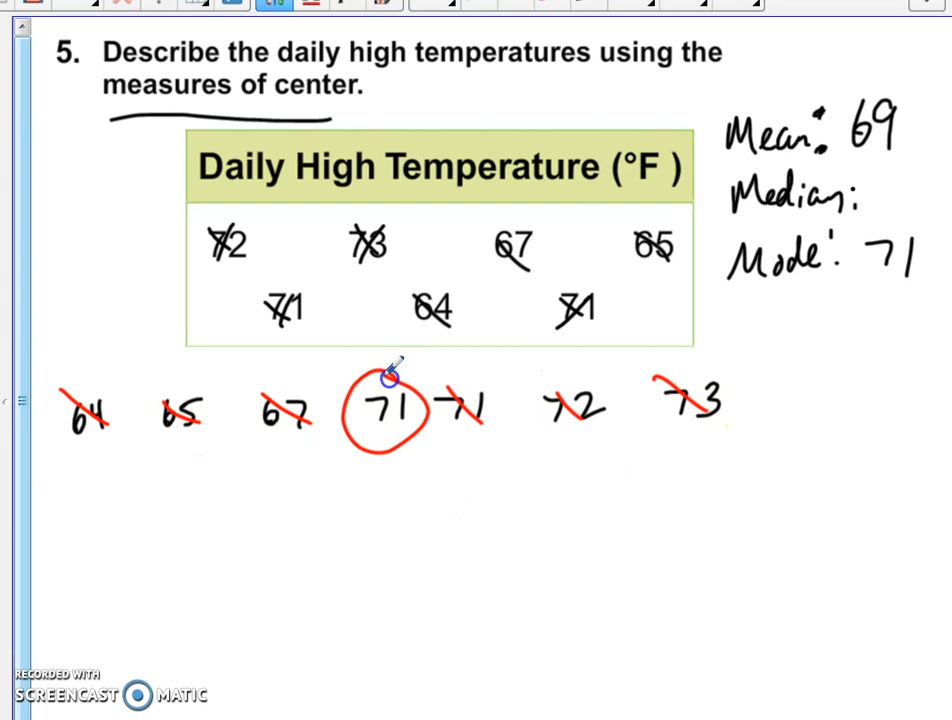 5. Describe the daily high temperatures using the
measures of center.
Mean: 69
Daily High Temperature (°F )
Median:
72 73 67 65
Mode: 71
71 64 71
64 65 67 71 71 72 73
RECORDED WITH
SCREENCAST MATIC